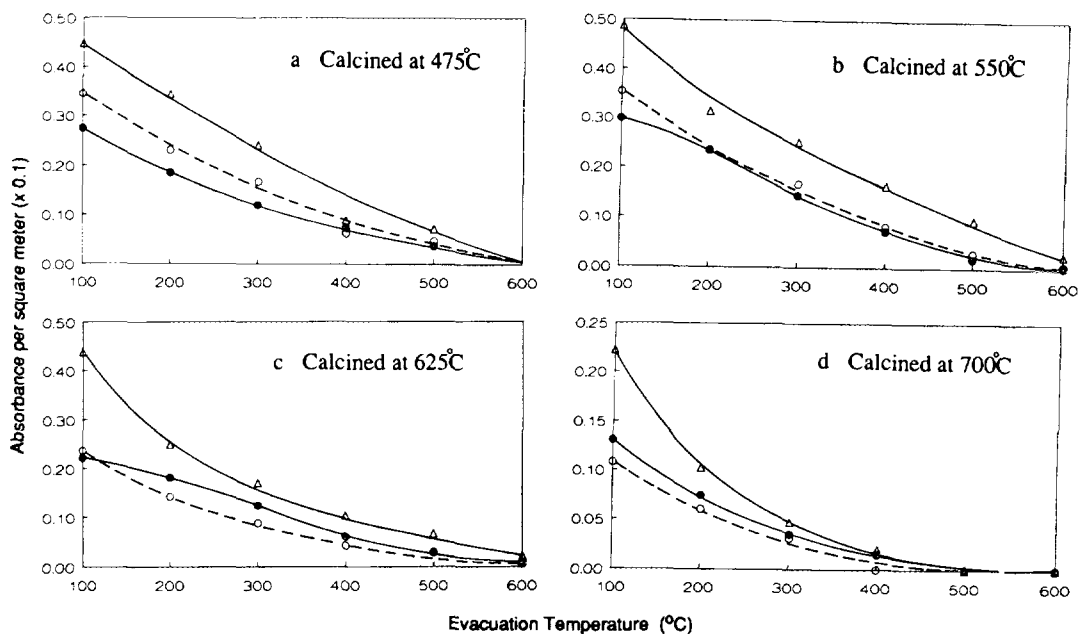 a Calcined at 475°C
0.50
0.40
0.30
0.20
0.10
0.00
100 200 300 400 500 600
b Calcined at 550°C
0.50
0.40
0.30
0.20
0.10
0.00
100 200 300 400 500 600
c Calcined at 625°C
0.50
0.40
0.30
0.20
0.10
0.00
100 200 300 400 500 600
d Calcined at 700°C
0.25
0.20
0.15
0.10
0.05
0.00
100 200 300 400 500 600
Absorbance per square meter (x 0.1)
Evacuation Temperature (°C)